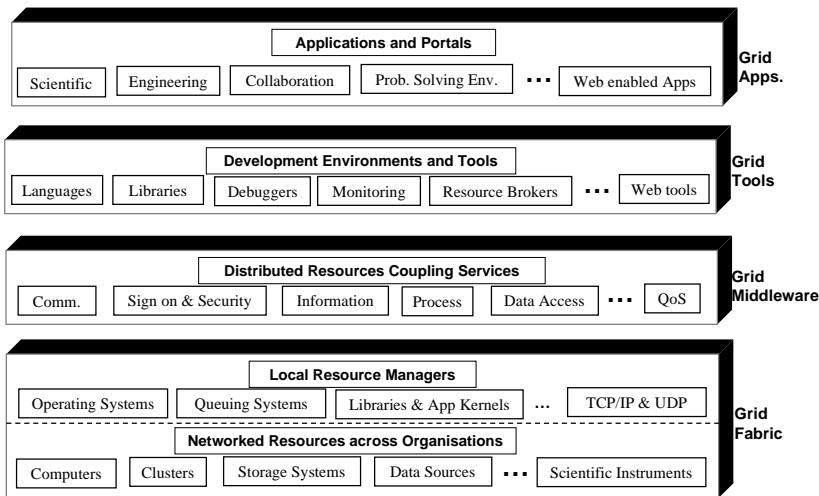 Applications and Portals
Scientific Engineering Collaboration Prob. Solving Env. ... Web enabled Apps
Grid
Apps.
Development Environments and Tools
Languages Libraries Debuggers Monitoring Resource Brokers ... Web tools
Grid
Tools
Distributed Resources Coupling Services
Comm. Sign on & Security Information Process Data Access ... QoS
Grid
Middleware
Local Resource Managers
Operating Systems Queuing Systems Libraries & App Kernels ... TCP/IP & UDP
Networked Resources across Organisations
Computers Clusters Storage Systems Data Sources ... Scientific Instruments
Grid
Fabric